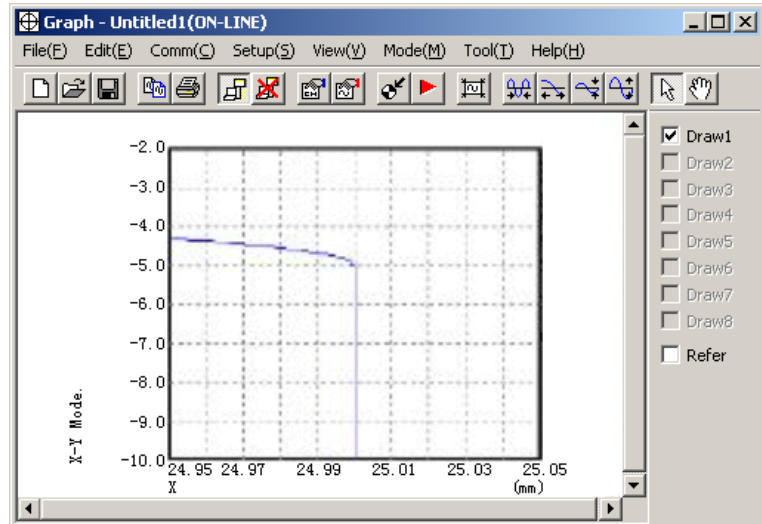 Graph - Untitled1(ON-LINE)
File(F) Edit(E) Comm(C) Setup(S) View(V) Mode(M) Tool(T) Help(H)
CH
-2.0
-3.0
-4.0
-5.0
-6.0
-7.0
-8.0
-9.0
-10.0
X-Y Mode.
24.95 24.97 24.99 25.01 25.03 25.05
X (mm)
Draw1
Draw2
Draw3
Draw4
Draw5
Draw6
Draw7
Draw8
Refer